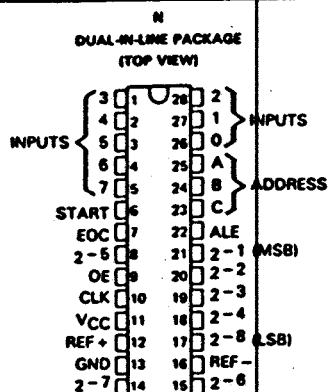 N
DUAL-IN-LINE PACKAGE
(TOP VIEW)
3 1 28 2
4 2 27 1 INPUTS
INPUTS 5 3 26 0
6 4 25 A
7 5 24 B ADDRESS
START 6 23 C
EOC 7 22 ALE
2-5 8 21 2-1 (MSB)
OE 9 20 2-2
CLK 10 19 2-3
VCC 11 18 2-4
REF+ 12 17 2-8 (LSB)
GND 13 16 REF-
2-7 14 15 2-6